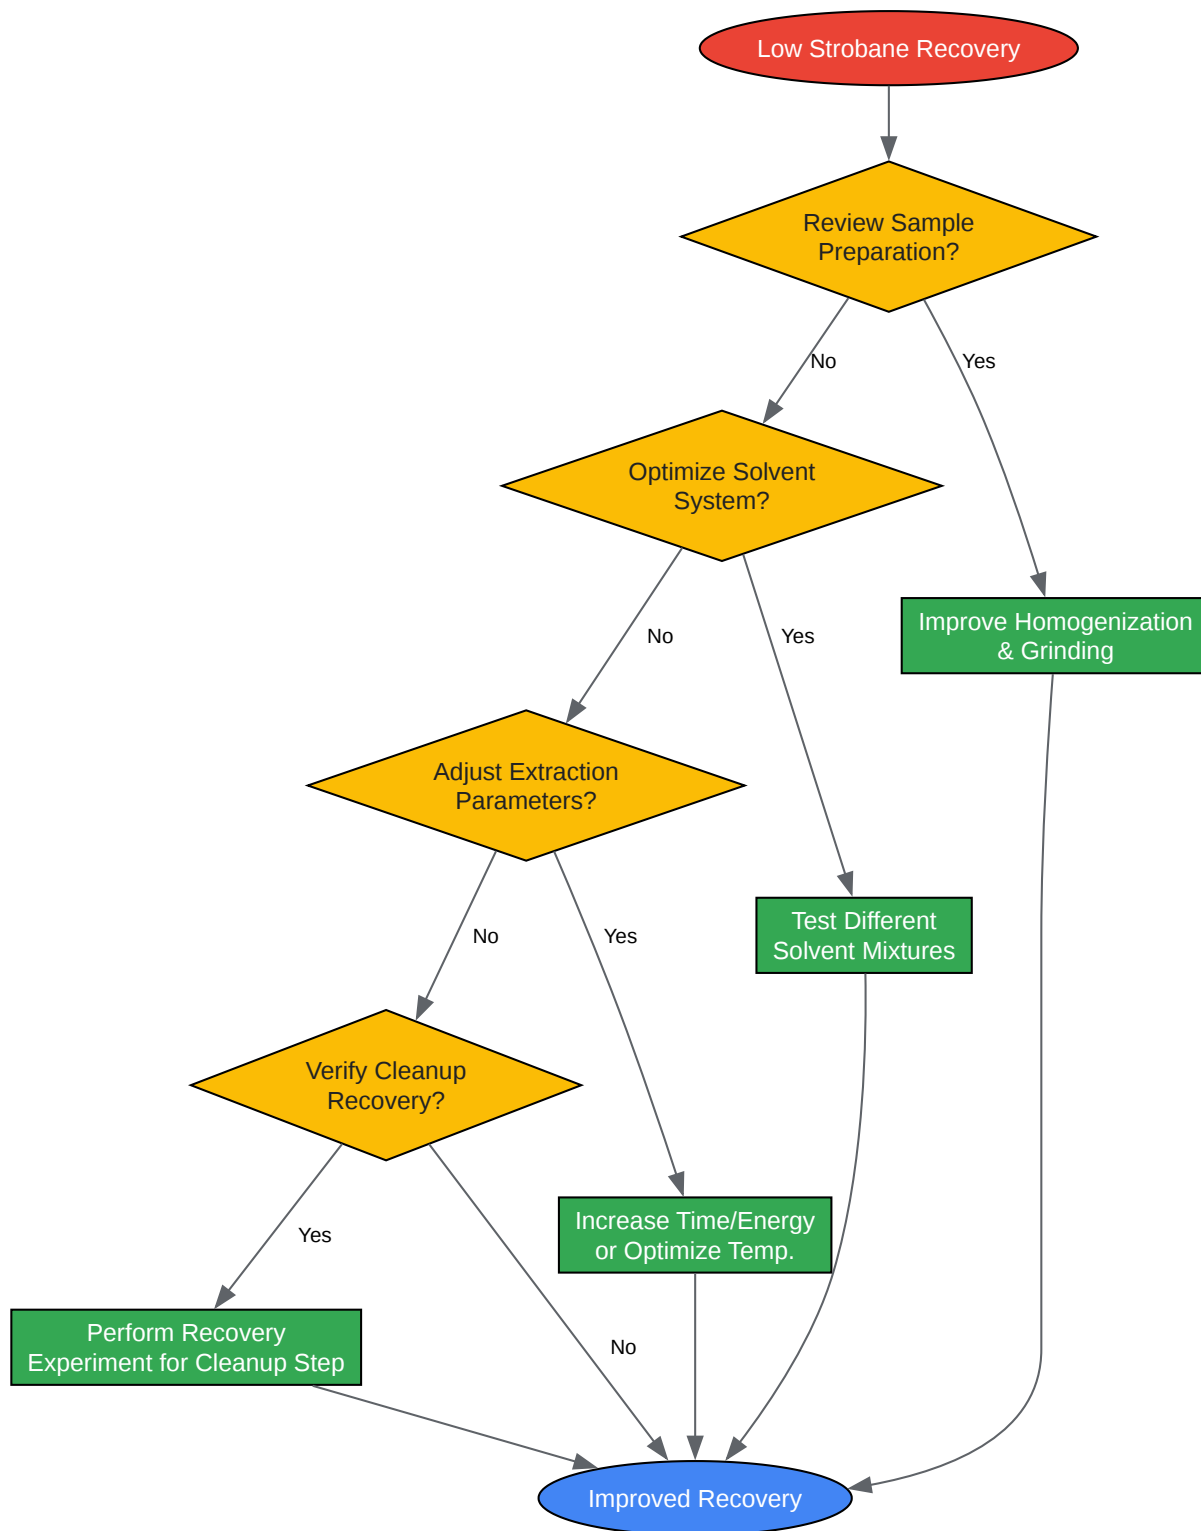 Low Strobane Recovery
Review Sample
Preparation?
No
Yes
Optimize Solvent
System?
Improve Homogenization
& Grinding
No
Yes
Adjust Extraction
Parameters?
Test Different
Solvent Mixtures
No
Yes
Verify Cleanup
Recovery?
Increase Time/Energy
or Optimize Temp.
Yes
No
Perform Recovery
Experiment for Cleanup Step
Improved Recovery